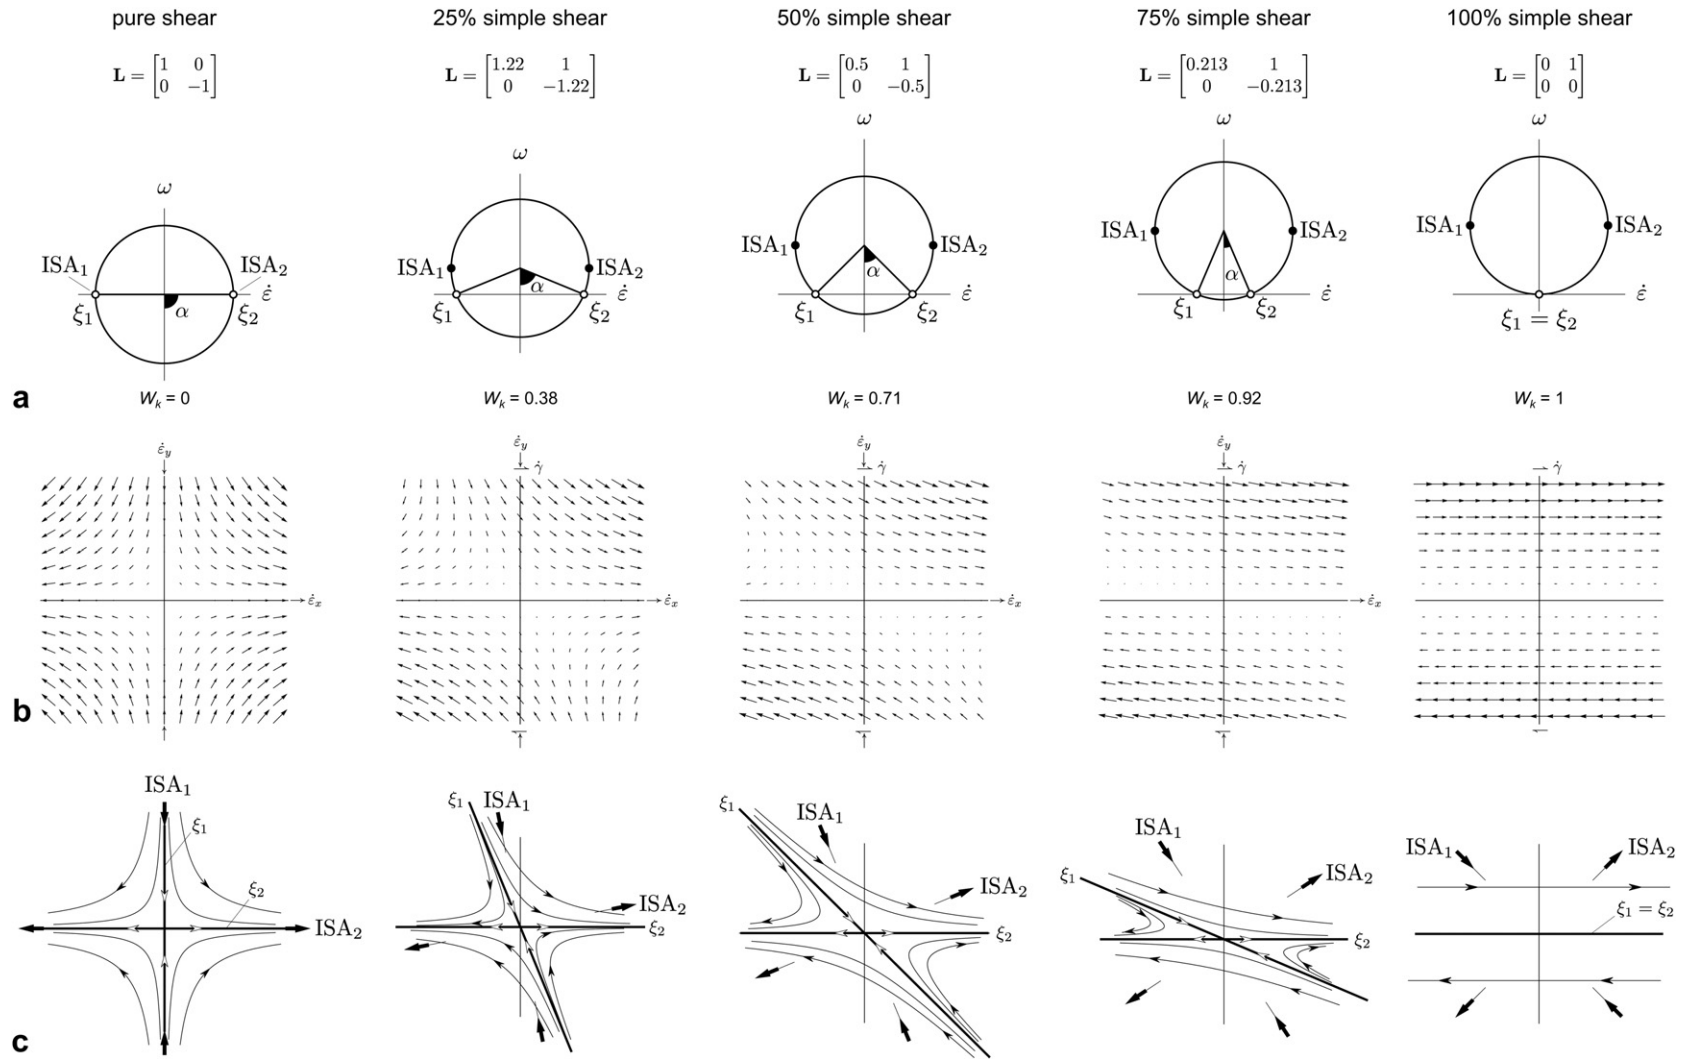 pure shear 25% simple shear 50% simple shear 75% simple shear 100% simple shear
L = [1 0 0 −1] L = [1.22 1 0 −1.22] L = [0.5 1 0 −0.5] L = [0.213 1 0 −0.213] L = [0 1 0 0]
ω ω ω ω ω
ISA₁ ISA₂ ε̇ ξ₁ ξ₂ α
ISA₁ ISA₂ ε̇ ξ₁ ξ₂ α
ISA₁ ISA₂ ε̇ ξ₁ ξ₂ α
ISA₁ ISA₂ ε̇ ξ₁ ξ₂ α
ISA₁ ISA₂ ε̇ ξ₁ = ξ₂
a Wₖ = 0 Wₖ = 0.38 Wₖ = 0.71 Wₖ = 0.92 Wₖ = 1
ε̇y ε̇y ε̇y ε̇y
γ̇ γ̇ γ̇ γ̇
ε̇x ε̇x ε̇x ε̇x
b
ISA₁ ξ₁ ξ₂ ISA₂
ξ₁ ISA₁ ISA₂ ξ₂
ξ₁ ISA₁ ISA₂ ξ₂
ISA₁ ISA₂ ξ₁ ξ₂
ISA₁ ISA₂ ξ₁ = ξ₂
c